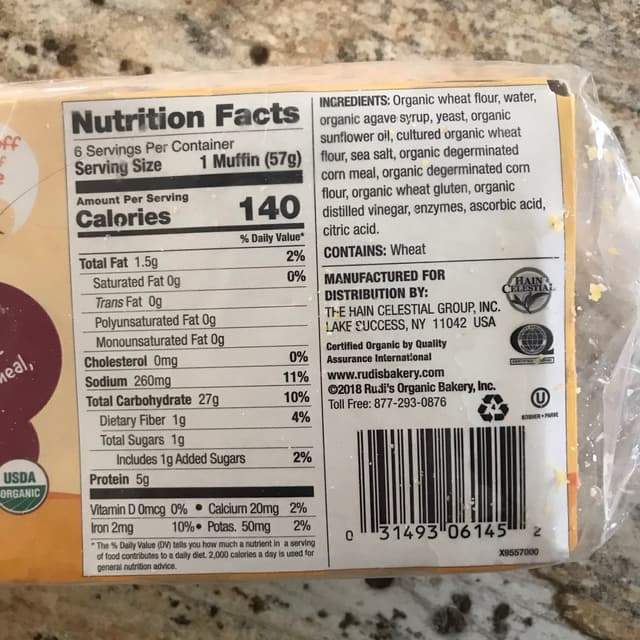 off
meal,
USDA
ORGANIC
Nutrition Facts
6 Servings Per Container
Serving Size 1 Muffin (57g)
Amount Per Serving
Calories 140
% Daily Value*
Total Fat 1.5g 2%
Saturated Fat 0g 0%
Trans Fat 0g
Polyunsaturated Fat 0g
Monounsaturated Fat 0g
Cholesterol 0mg 0%
Sodium 260mg 11%
Total Carbohydrate 27g 10%
Dietary Fiber 1g 4%
Total Sugars 1g
Includes 1g Added Sugars 2%
Protein 5g
Vitamin D 0mcg 0% • Calcium 20mg 2%
Iron 2mg 10% • Potas. 50mg 2%
* The % Daily Value (DV) tells you how much a nutrient in a serving
of food contributes to a daily diet. 2,000 calories a day is used for
general nutrition advice.
INGREDIENTS: Organic wheat flour, water,
organic agave syrup, yeast, organic
sunflower oil, cultured organic wheat
flour, sea salt, organic degerminated
corn meal, organic degerminated corn
flour, organic wheat gluten, organic
distilled vinegar, enzymes, ascorbic acid,
citric acid.
CONTAINS: Wheat
MANUFACTURED FOR
DISTRIBUTION BY:
THE HAIN CELESTIAL GROUP, INC.
LAKE SUCCESS, NY 11042 USA
Certified Organic by Quality
Assurance International
www.rudisbakery.com
©2018 Rudi's Organic Bakery, Inc.
Toll Free: 877-293-0876
HAIN
CELESTIAL
U
KOSHER • PARVE
0 31493 06145 2
X9557000